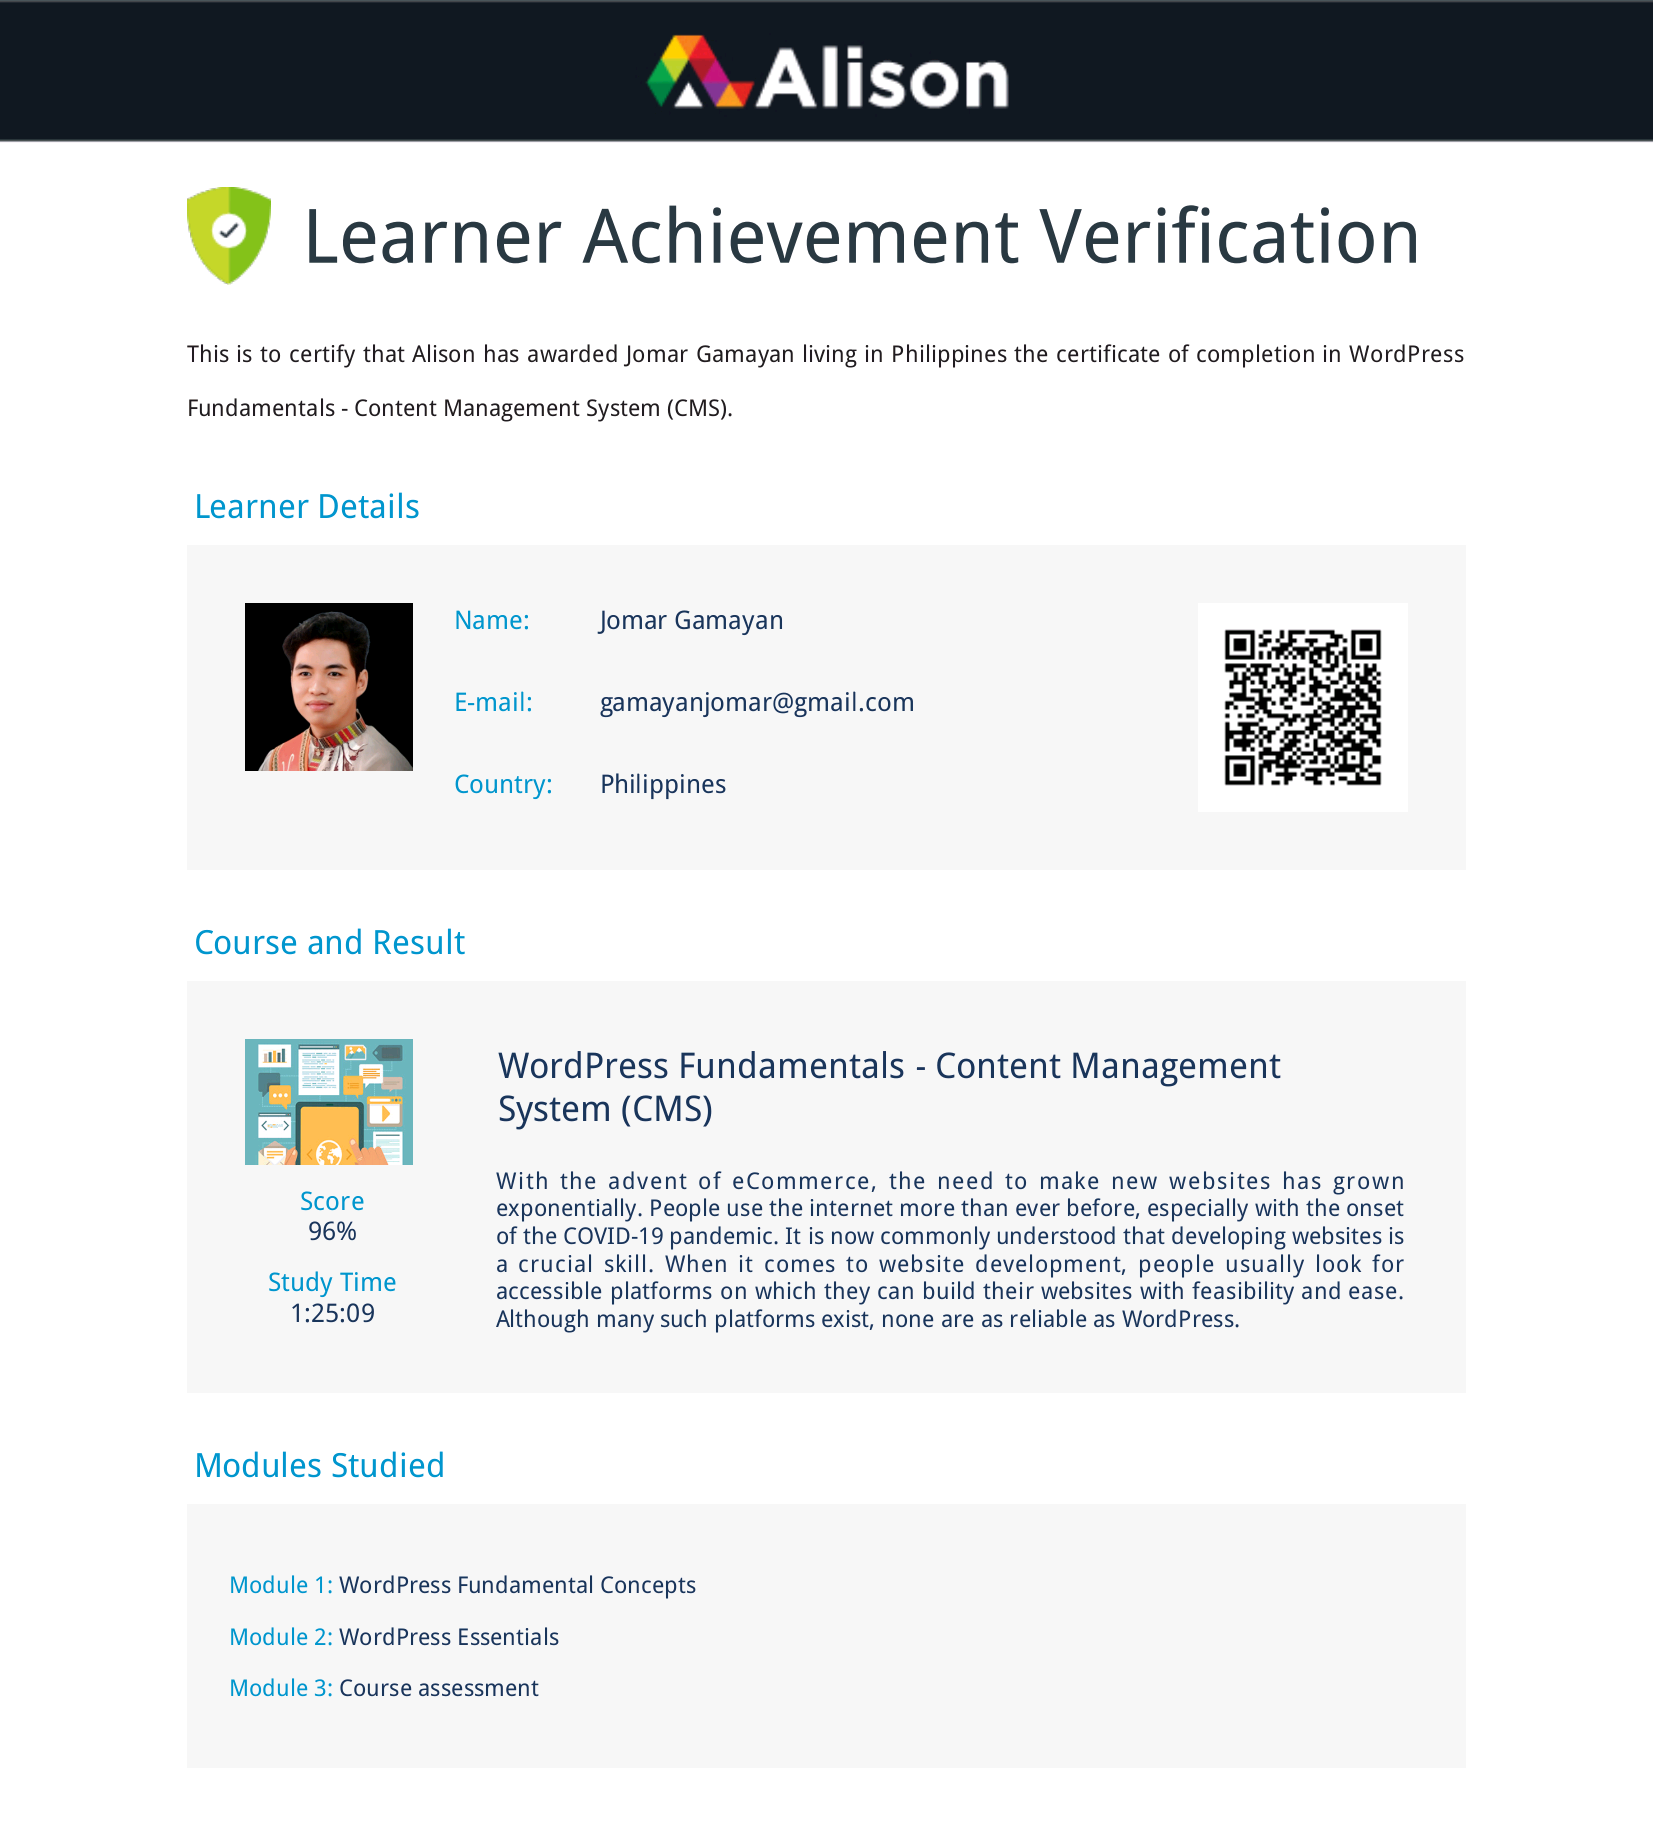 Alison
Learner Achievement Verification
This is to certify that Alison has awarded Jomar Gamayan living in Philippines the certificate of completion in WordPress
Fundamentals - Content Management System (CMS).
Learner Details
Name: Jomar Gamayan
E-mail: gamayanjomar@gmail.com
Country: Philippines
Course and Result
WordPress Fundamentals - Content Management
System (CMS)
Score
96%
Study Time
1:25:09
With the advent of eCommerce, the need to make new websites has grown
exponentially. People use the internet more than ever before, especially with the onset
of the COVID-19 pandemic. It is now commonly understood that developing websites is
a crucial skill. When it comes to website development, people usually look for
accessible platforms on which they can build their websites with feasibility and ease.
Although many such platforms exist, none are as reliable as WordPress.
Modules Studied
Module 1: WordPress Fundamental Concepts
Module 2: WordPress Essentials
Module 3: Course assessment